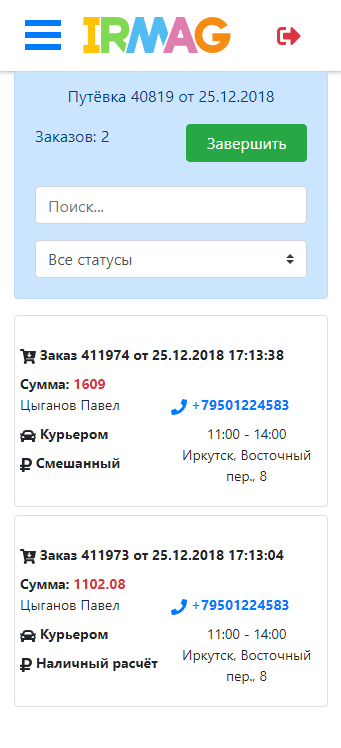 IRMAG
Путёвка 40819 от 25.12.2018
Заказов: 2
Завершить
Поиск...
Все статусы
Заказ 411974 от 25.12.2018 17:13:38
Сумма: 1609
Цыганов Павел +79501224583
Курьером 11:00 - 14:00
Иркутск, Восточный
Смешанный
пер., 8
Заказ 411973 от 25.12.2018 17:13:04
Сумма: 1102.08
Цыганов Павел +79501224583
Курьером 11:00 - 14:00
Иркутск, Восточный
Наличный расчёт
пер., 8